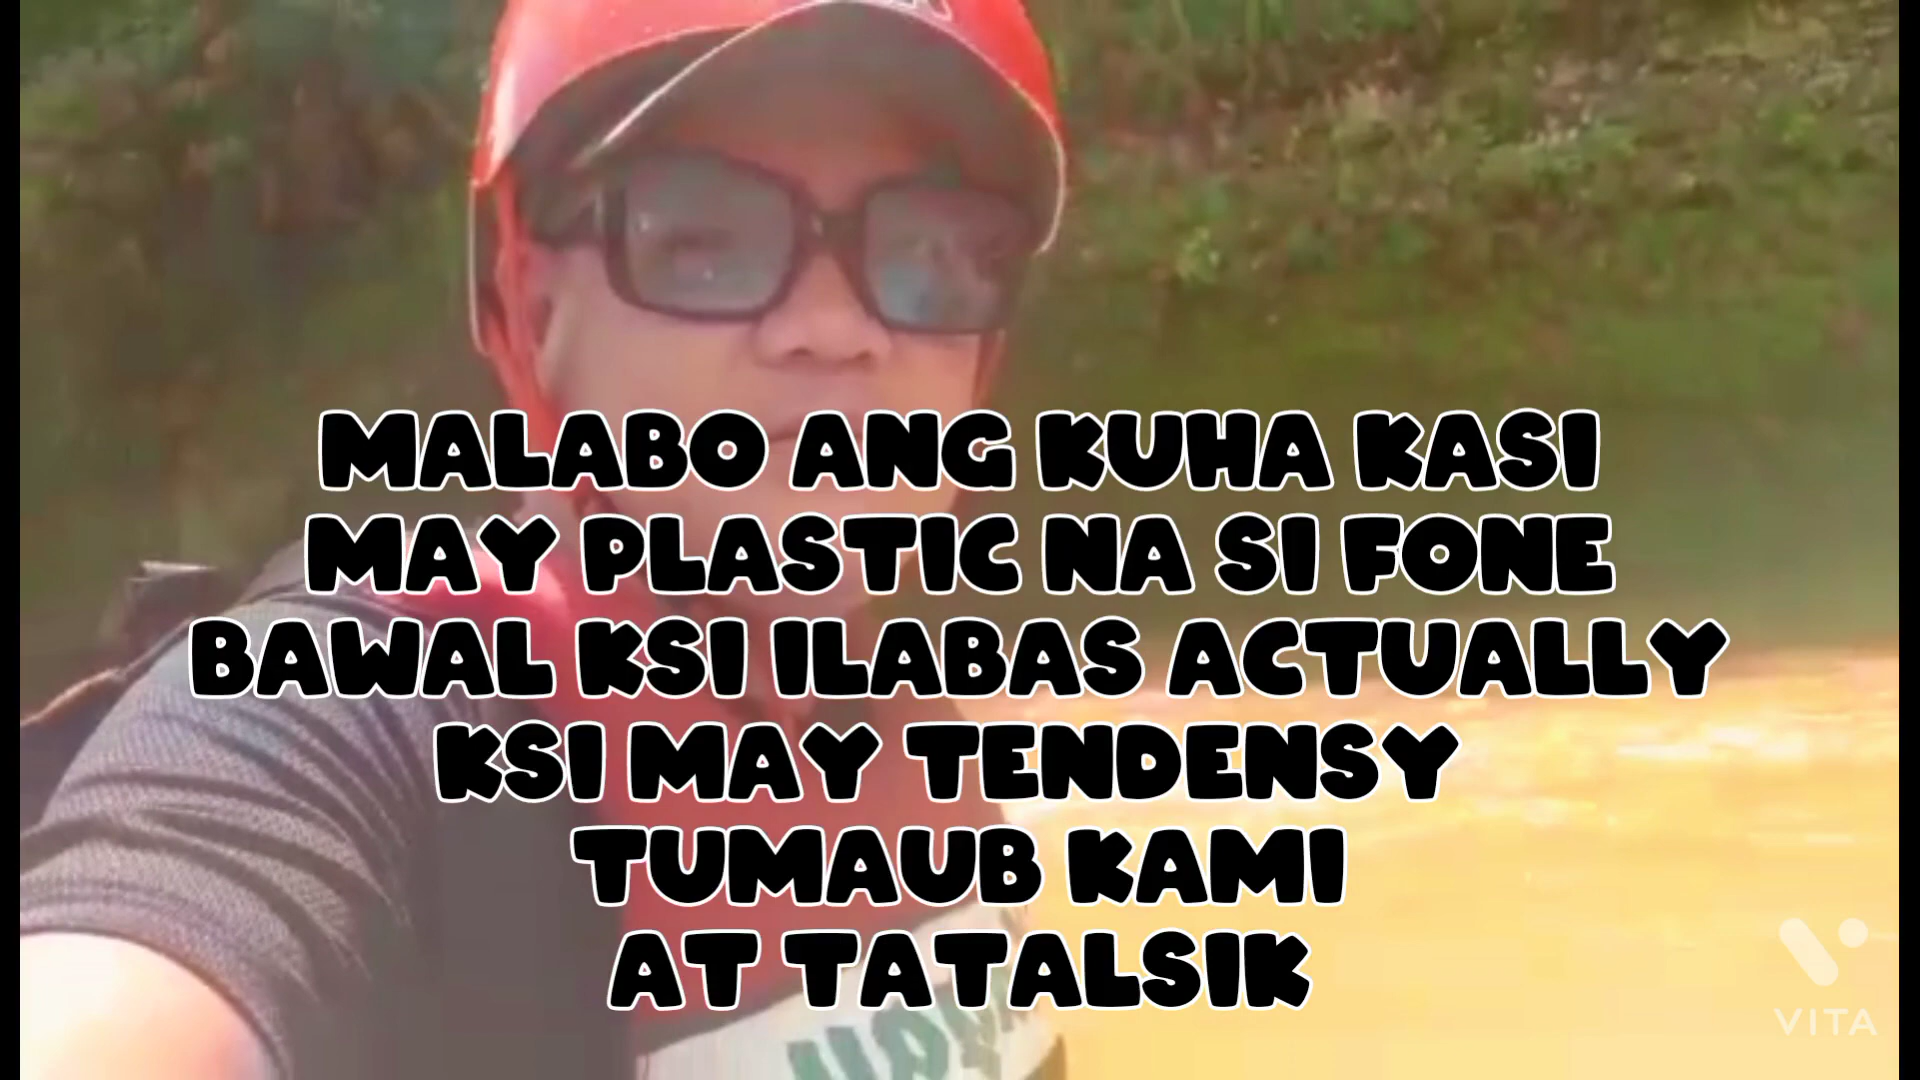 MALABO ANG KUHA KASI
MAY PLASTIC NA SI FONE
BAWAL KSI ILABAS ACTUALLY
KSI MAY TENDENSY
TUMAUB KAMI
AT TATALSIK
VITA